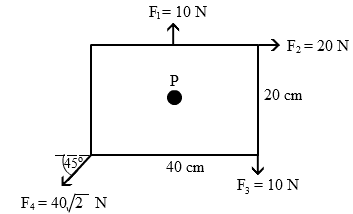 F₁= 10 N
F₂ = 20 N
P
20 cm
45°
40 cm
F₃ = 10 N
F₄ = 40√2 N